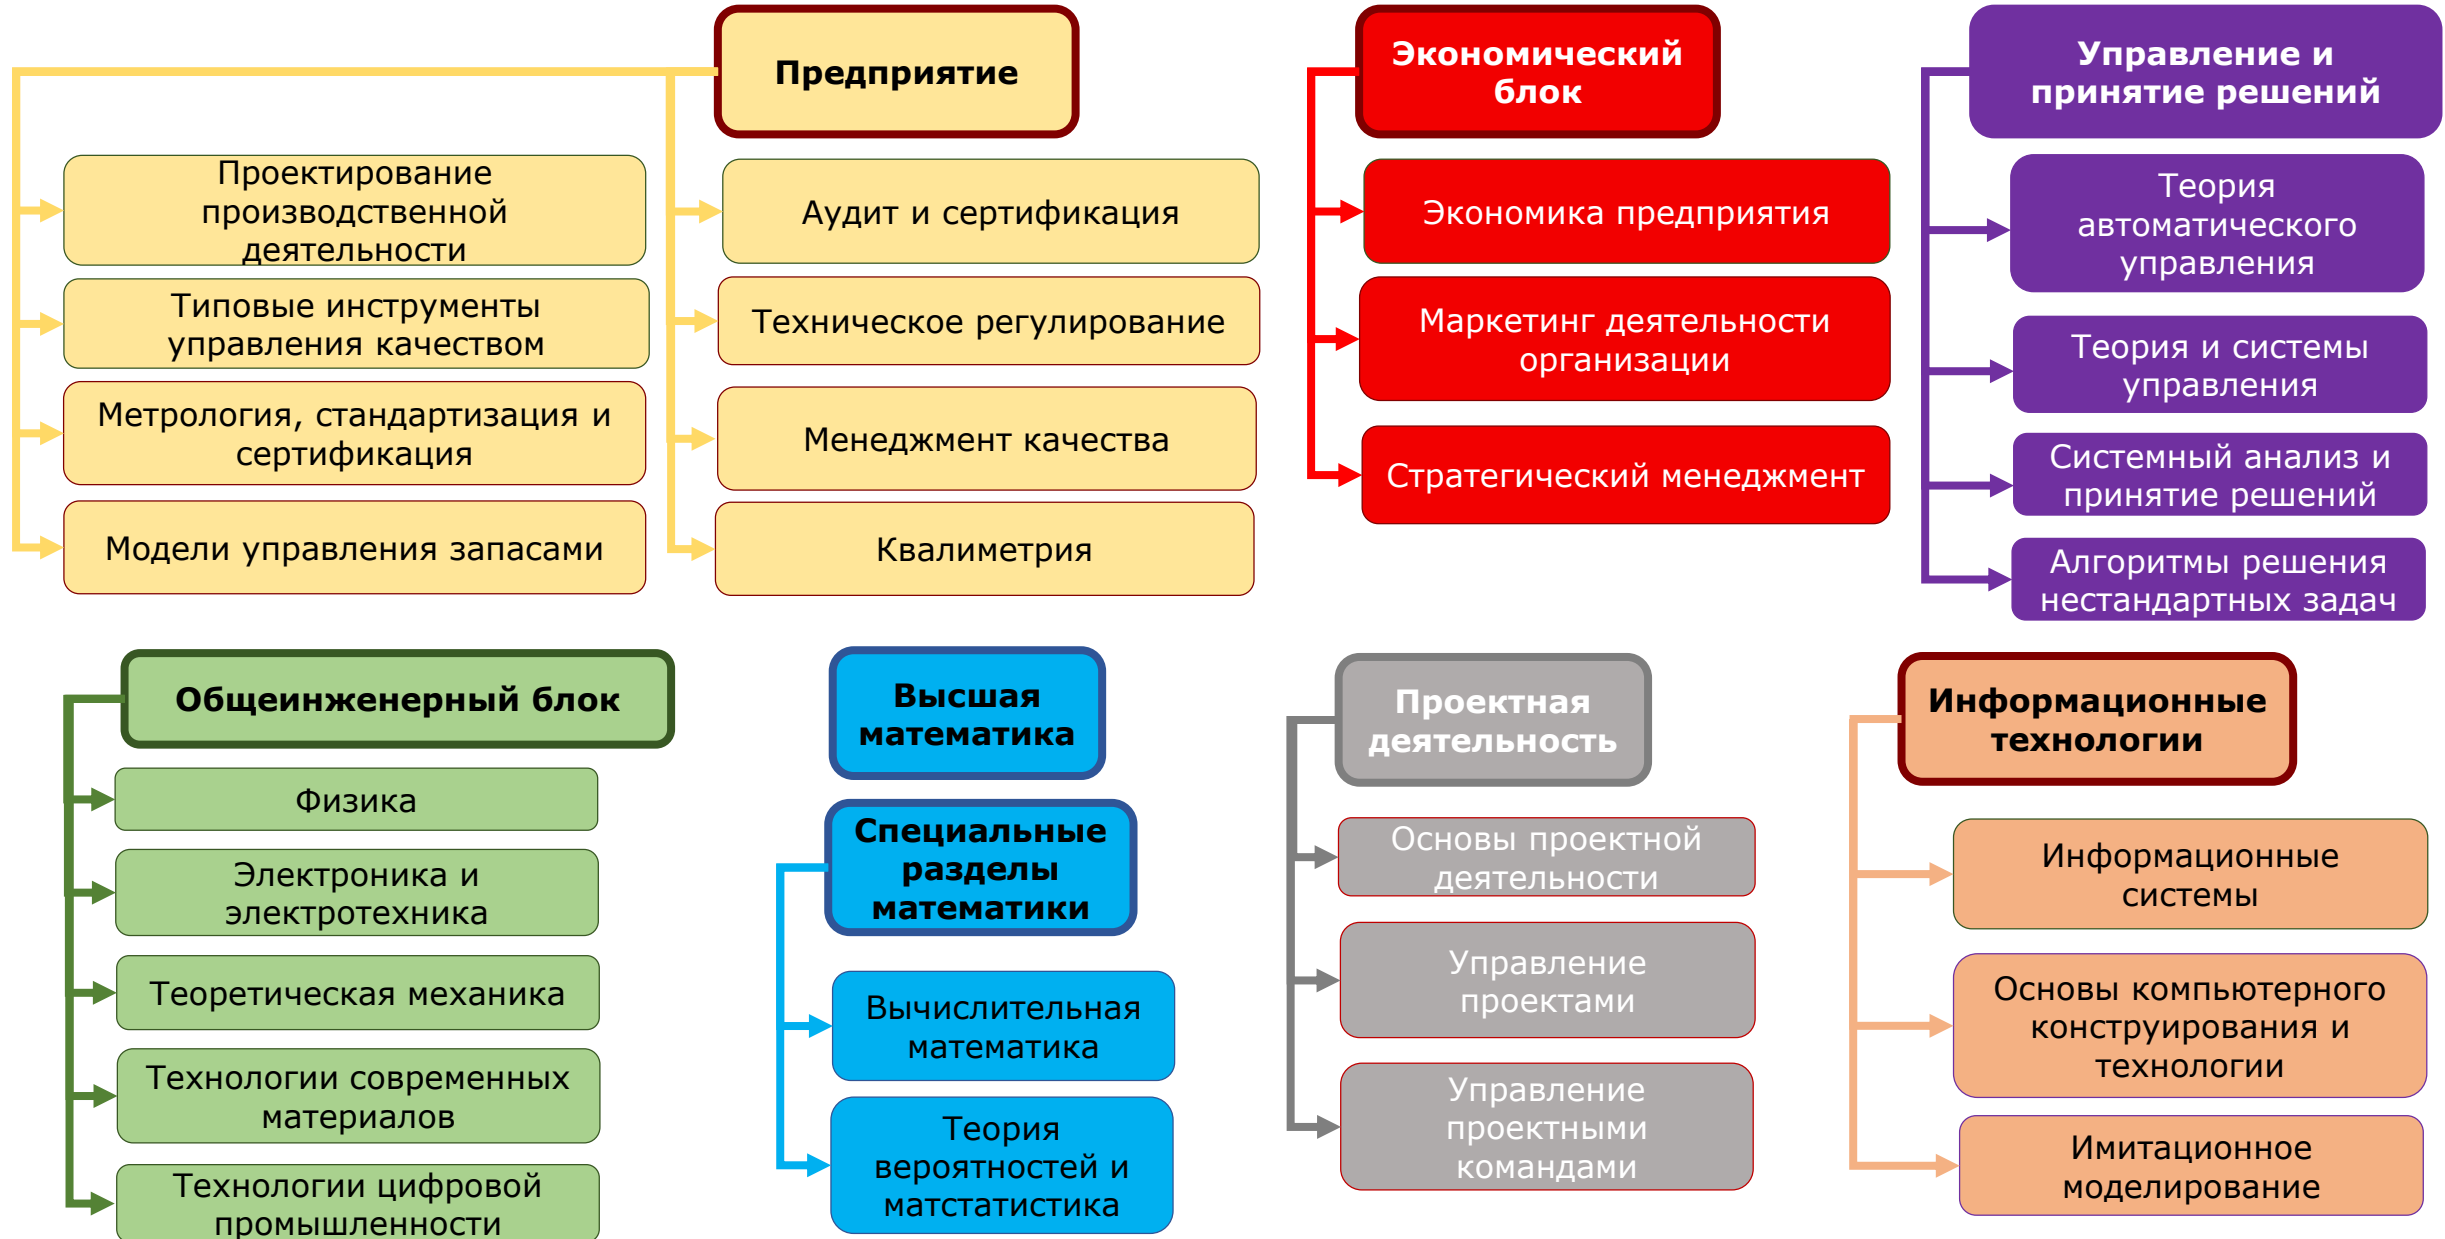 Предприятие
Проектирование
производственной
деятельности
Типовые инструменты
управления качеством
Метрология, стандартизация и
сертификация
Модели управления запасами
Аудит и сертификация
Техническое регулирование
Менеджмент качества
Квалиметрия
Экономический
блок
Экономика предприятия
Маркетинг деятельности
организации
Стратегический менеджмент
Управление и
принятие решений
Теория
автоматического
управления
Теория и системы
управления
Системный анализ и
принятие решений
Алгоритмы решения
нестандартных задач
Общеинженерный блок
Физика
Электроника и
электротехника
Теоретическая механика
Технологии современных
материалов
Технологии цифровой
промышленности
Высшая
математика
Специальные
разделы
математики
Вычислительная
математика
Теория
вероятностей и
матстатистика
Проектная
деятельность
Основы проектной
деятельности
Управление
проектами
Управление
проектными
командами
Информационные
технологии
Информационные
системы
Основы компьютерного
конструирования и
технологии
Имитационное
моделирование